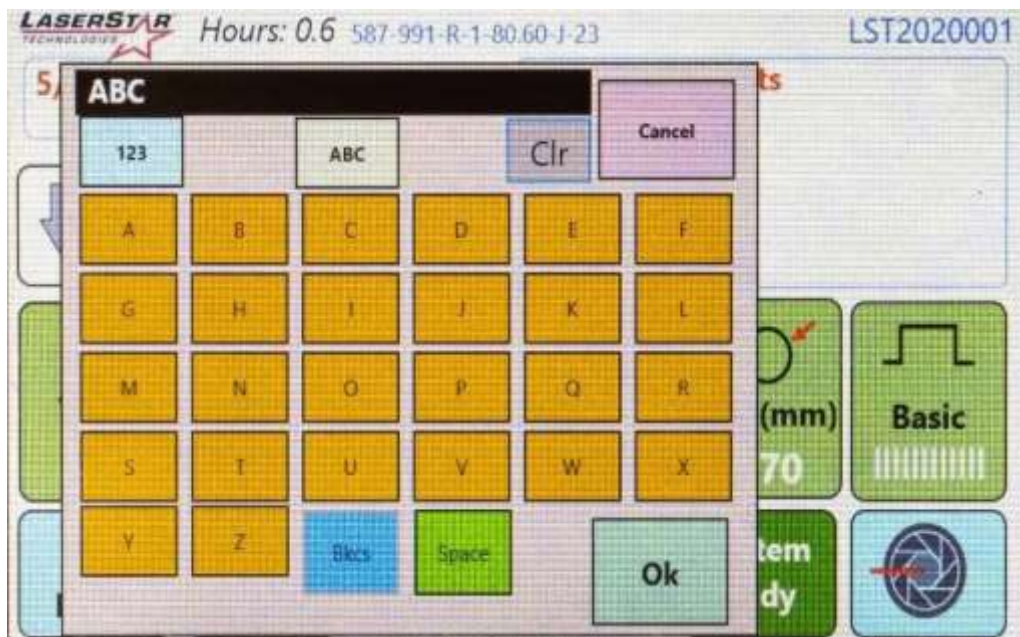 LASERSTAR
TECHNOLOGIES
Hours: 0.6 587-991-R-1-80.60-J-23
LST2020001
5/
ts
ABC
Cancel
123 ABC Clr
A B C D E F
G H I J K L
M N O P Q R
(mm)
Basic
S T U V W X
70
Y Z Bkcs Space
Ok
tem
dy